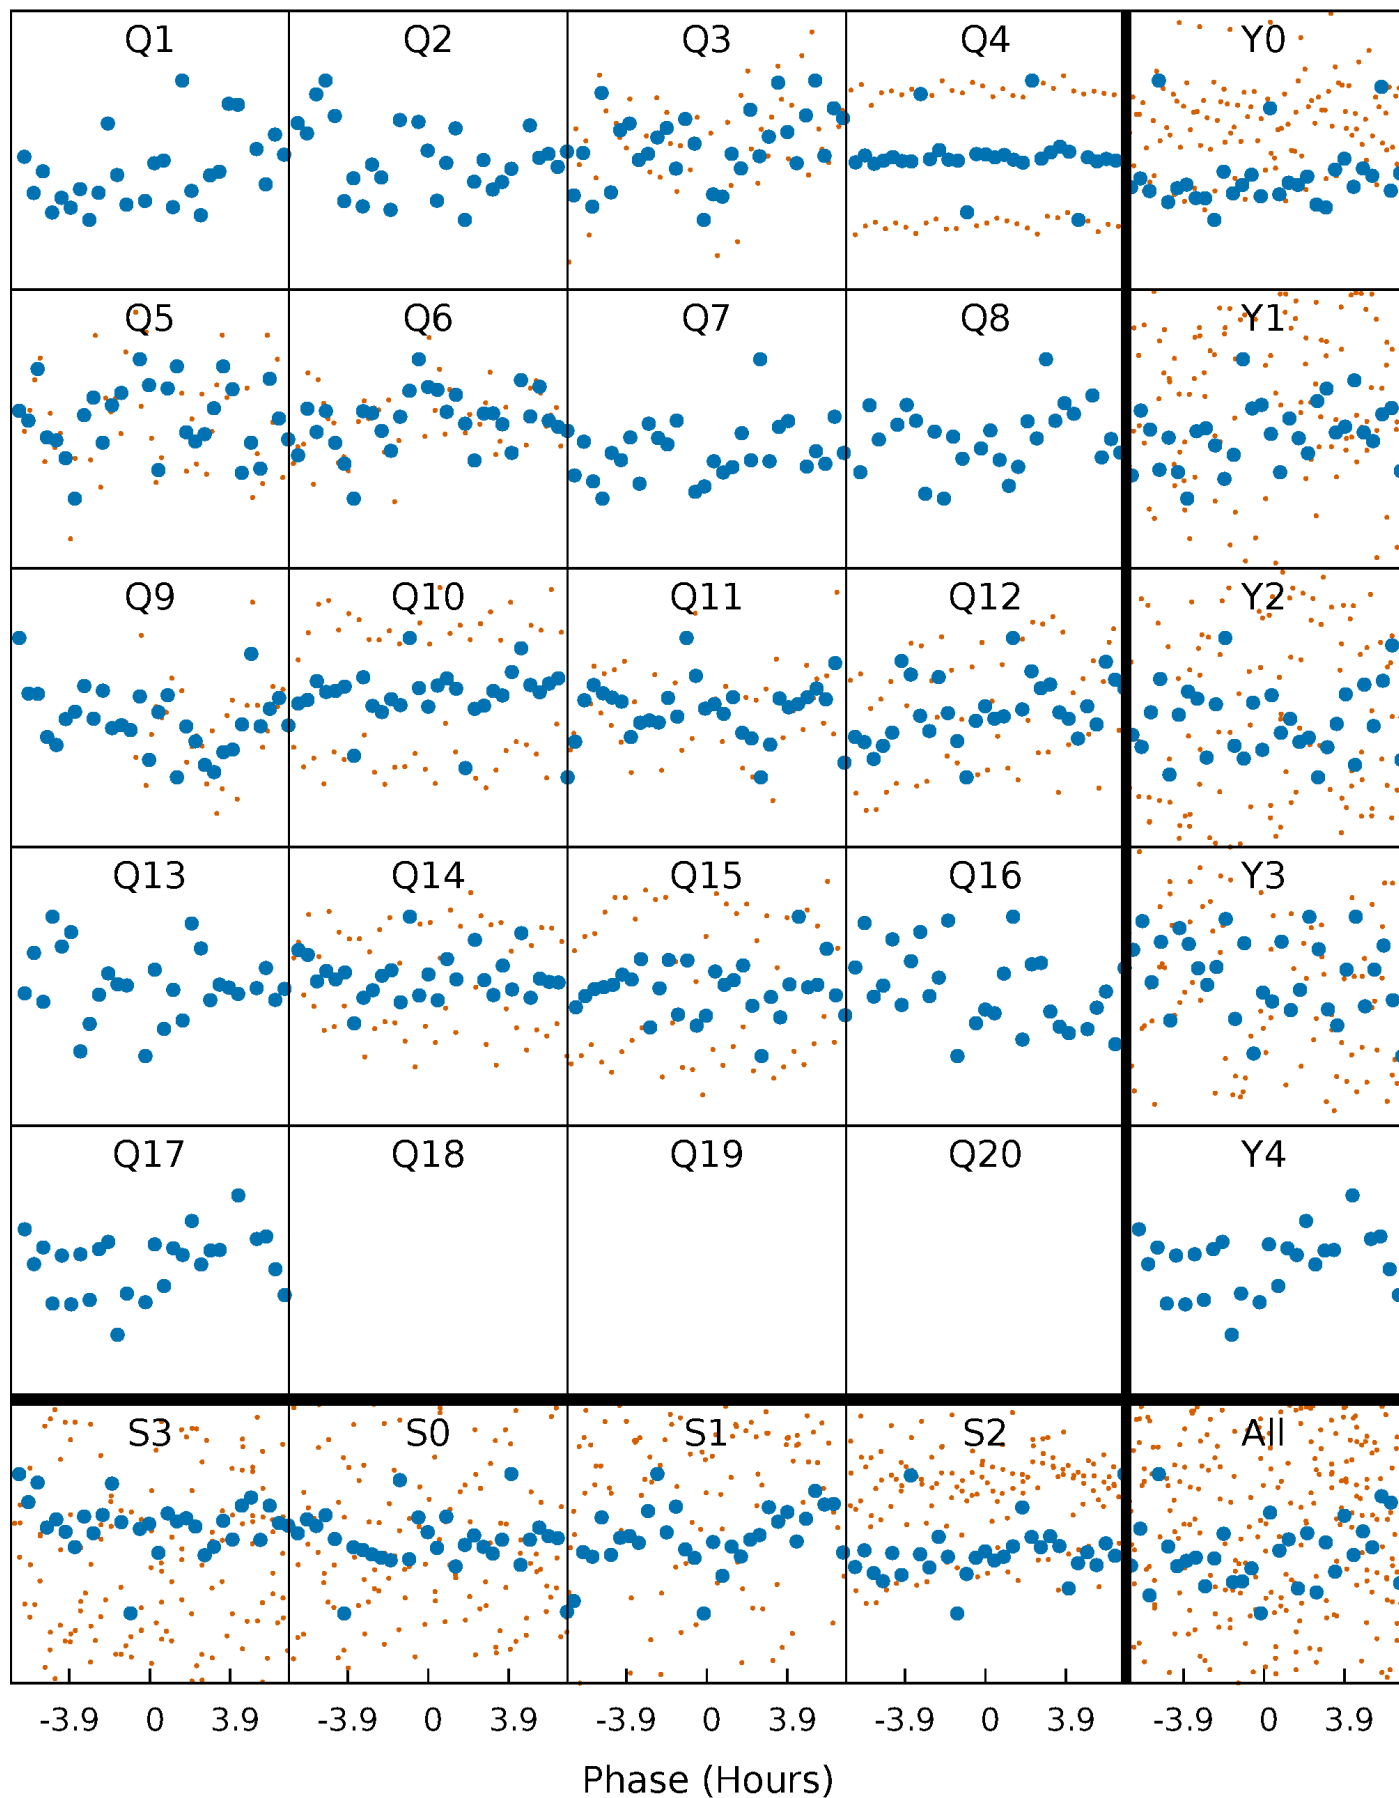 Q1 Q2 Q3 Q4 Y0
Q5 Q6 Q7 Q8 Y1
Q9 Q10 Q11 Q12 Y2
Q13 Q14 Q15 Q16 Y3
Q17 Q18 Q19 Q20 Y4
S3 S0 S1 S2 All
-3.9 0 3.9 -3.9 0 3.9 -3.9 0 3.9 -3.9 0 3.9 -3.9 0 3.9
Phase (Hours)